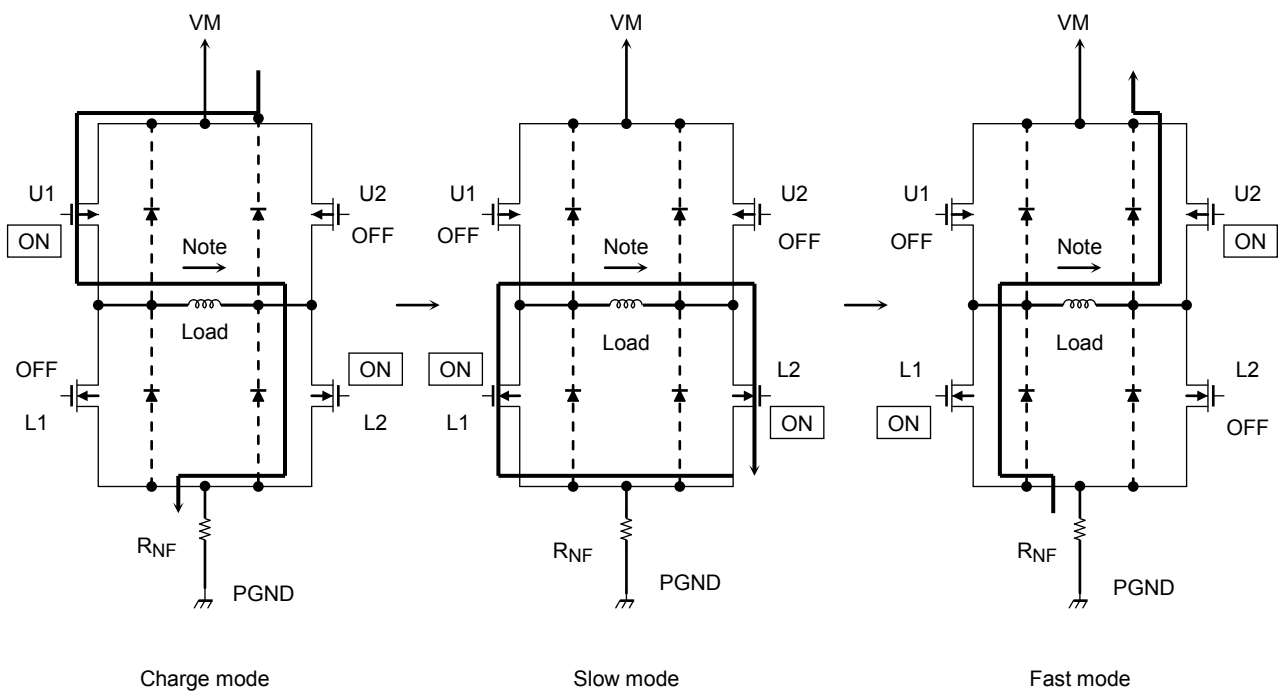 VM
U1
ON
U2
OFF
Note
Load
OFF
L1
ON
L2
RNF
PGND
Charge mode
VM
U1
OFF
U2
OFF
Note
Load
ON
L1
L2
ON
RNF
PGND
Slow mode
VM
U1
OFF
U2
ON
Note
Load
L1
ON
L2
OFF
RNF
PGND
Fast mode